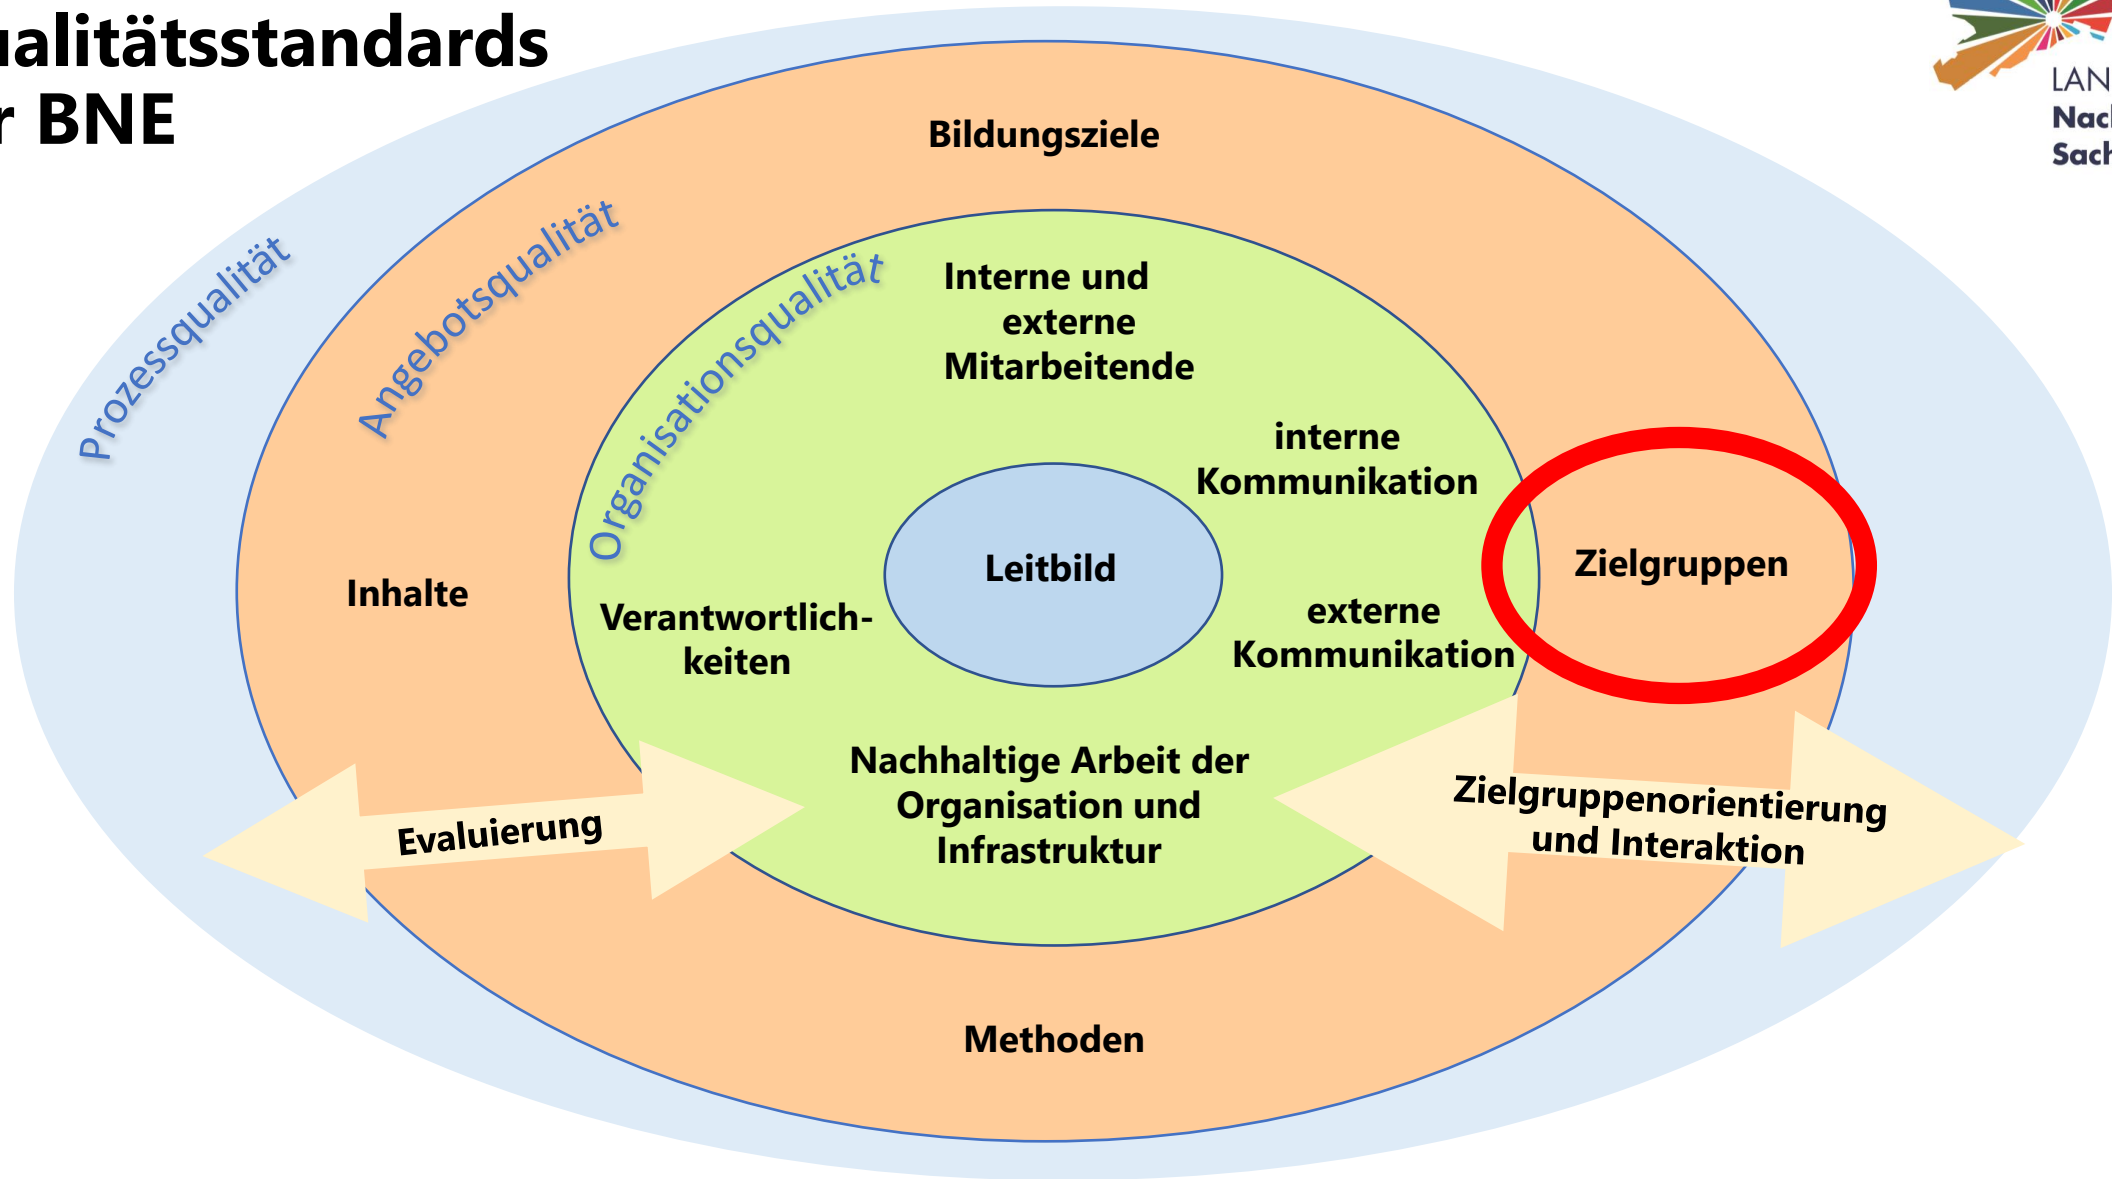 ualitätsstandards
r BNE
LAN
Nac
Sach
Bildungsziele
Prozessqualität
Angebotsqualität
Organisationsqualität
Interne und
externe
Mitarbeitende
interne
Kommunikation
Leitbild
Zielgruppen
Inhalte
Verantwortlich-
keiten
externe
Kommunikation
Nachhaltige Arbeit der
Organisation und
Infrastruktur
Evaluierung
Zielgruppenorientierung
und Interaktion
Methoden